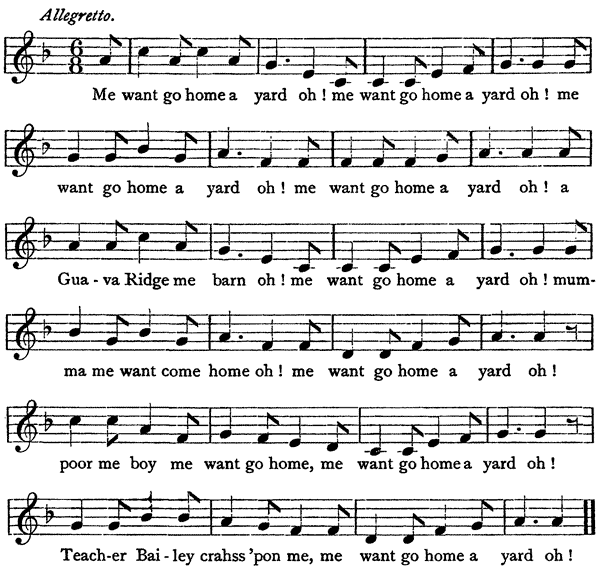 Allegretto.
6
8
Me want go home a yard oh! me want go home a yard oh! me
want go home a yard oh! me want go home a yard oh! a
Gua-va Ridge me barn oh! me want go home a yard oh! mum-
ma me want come home oh! me want go home a yard oh!
poor me boy me want go home, me want go home a yard oh!
Teach-er Bai-ley crahss 'pon me, me want go home a yard oh!